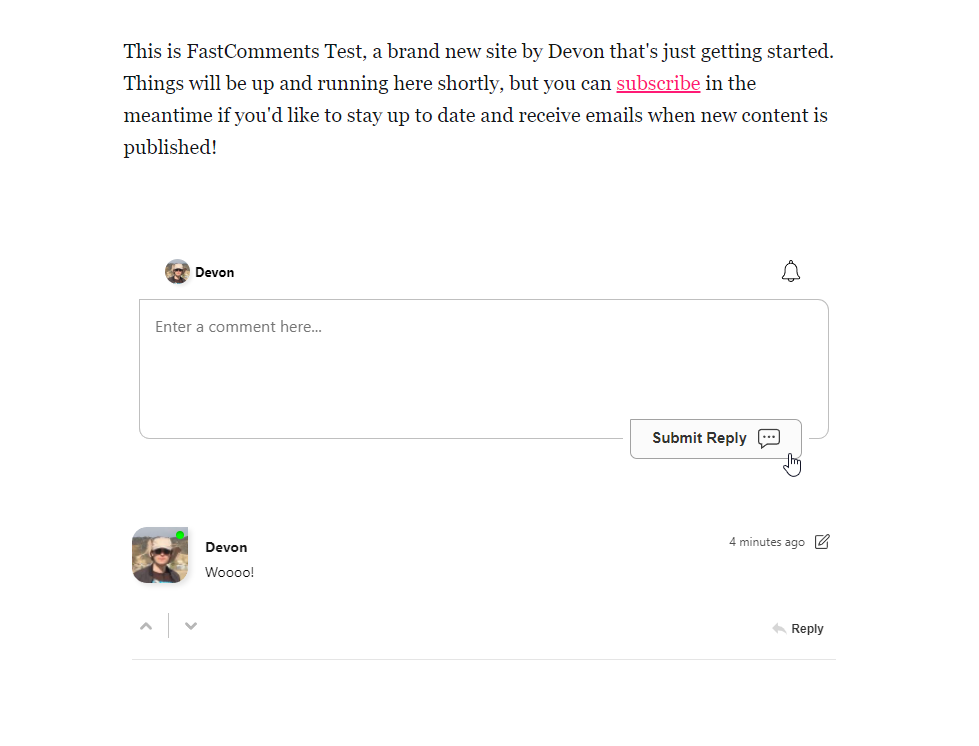 This is FastComments Test, a brand new site by Devon that's just getting started.
Things will be up and running here shortly, but you can subscribe in the
meantime if you'd like to stay up to date and receive emails when new content is
published!
Devon
Enter a comment here...
Submit Reply
Devon
4 minutes ago
Woooo!
Reply